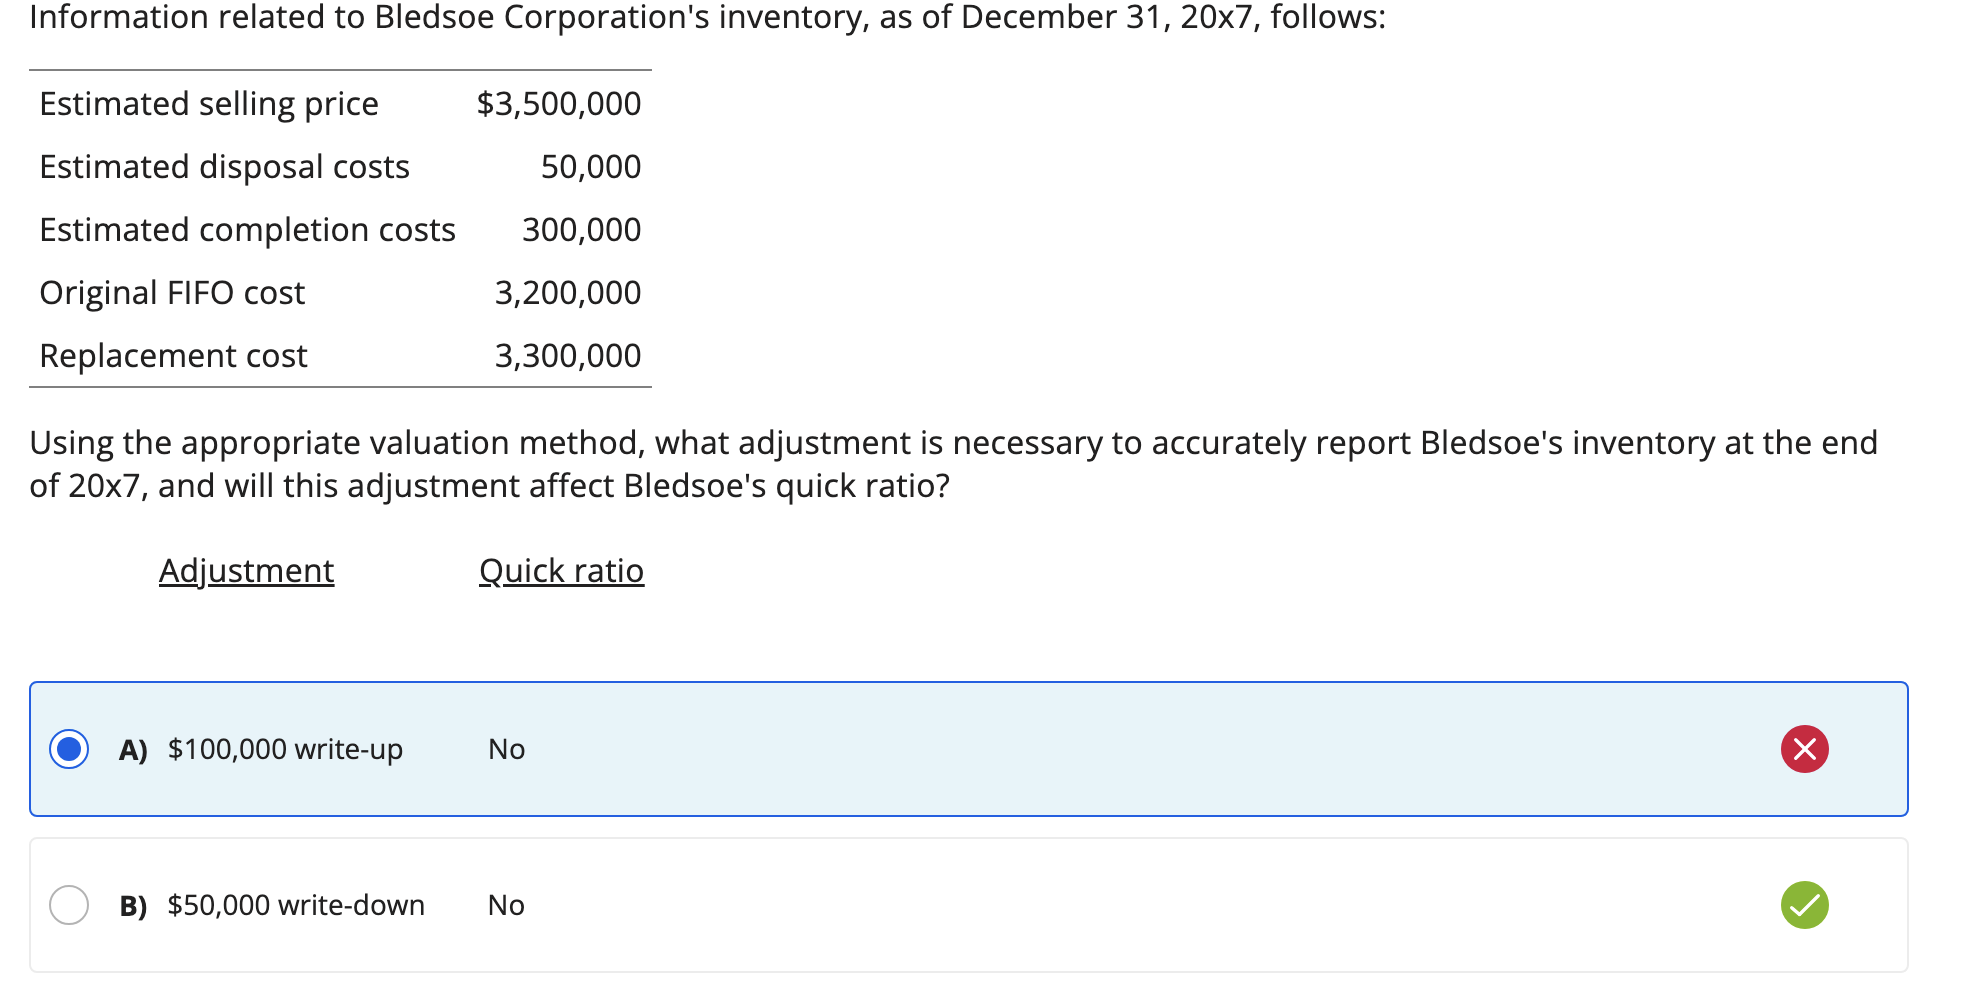 Information related to Bledsoe Corporation's inventory, as of December 31, 20x7, follows:
Estimated selling price $3,500,000
Estimated disposal costs 50,000
Estimated completion costs 300,000
Original FIFO cost 3,200,000
Replacement cost 3,300,000
Using the appropriate valuation method, what adjustment is necessary to accurately report Bledsoe's inventory at the end
of 20x7, and will this adjustment affect Bledsoe's quick ratio?
Adjustment Quick ratio
A) $100,000 write-up No
B) $50,000 write-down No